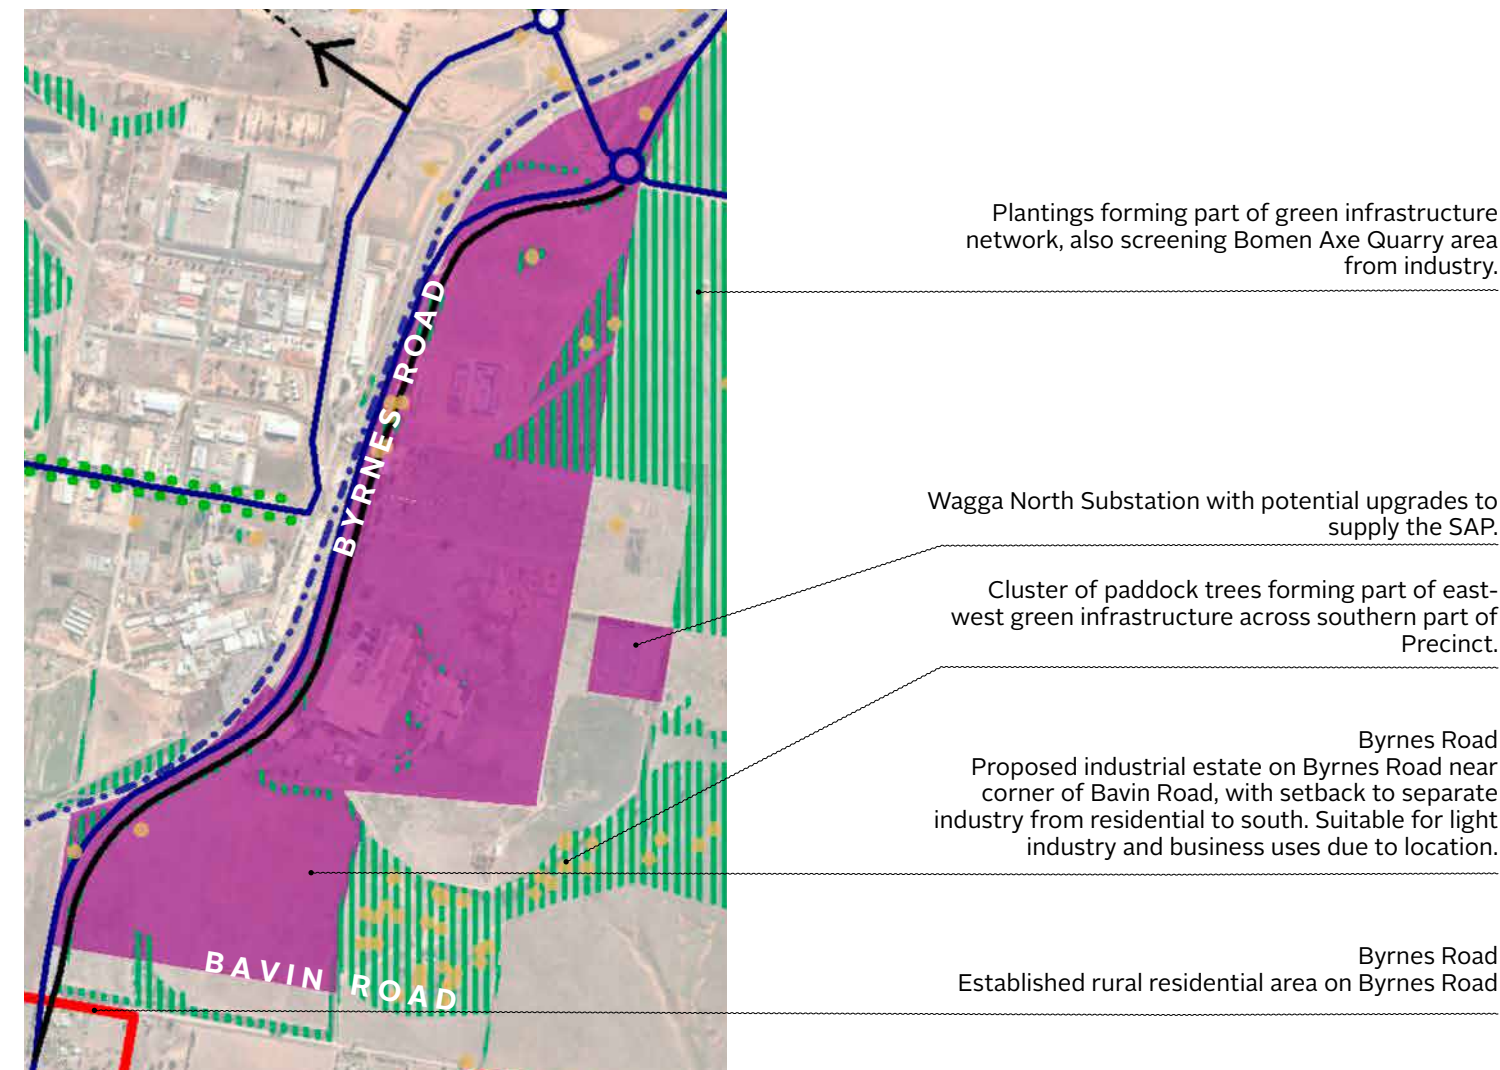 Plantings forming part of green infrastructure
network, also screening Bomen Axe Quarry area
from industry.
BYRNES ROAD
Wagga North Substation with potential upgrades to
supply the SAP.
Cluster of paddock trees forming part of east-
west green infrastructure across southern part of
Precinct.
Byrnes Road
Proposed industrial estate on Byrnes Road near
corner of Bavin Road, with setback to separate
industry from residential to south. Suitable for light
industry and business uses due to location.
BAVIN ROAD
Byrnes Road
Established rural residential area on Byrnes Road